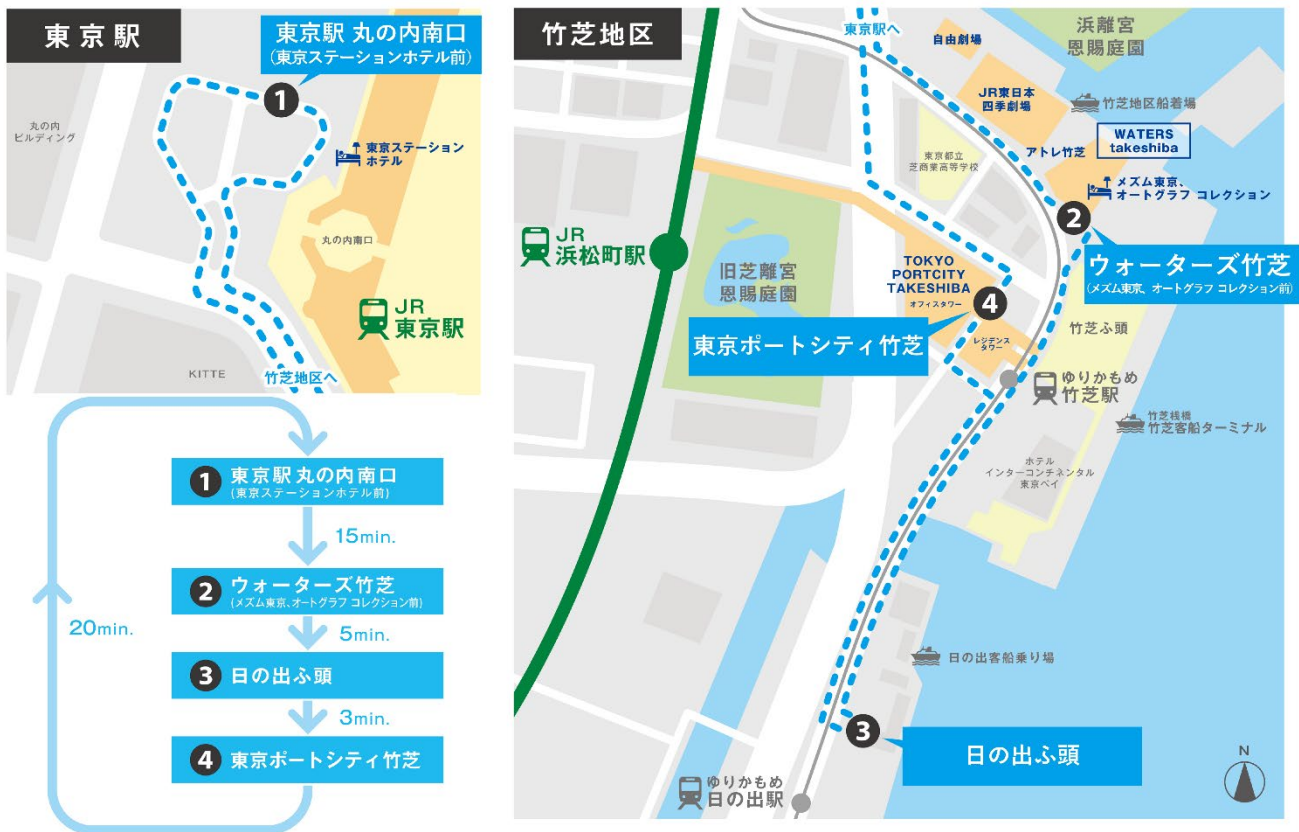 東京駅
東京駅 丸の内南口
(東京ステーションホテル前)
1
丸の内
ビルディング
東京ステーション
ホテル
丸の内南口
JR
東京駅
KITTE
竹芝地区へ
1
東京駅 丸の内南口
(東京ステーションホテル前)
15min.
2
ウォーターズ竹芝
(メズム東京、オートグラフ コレクション前)
5min.
3
日の出ふ頭
3min.
4
東京ポートシティ竹芝
20min.
竹芝地区
東京駅へ
自由劇場
浜離宮
恩賜庭園
JR東日本
四季劇場
竹芝地区船着場
WATERS
takeshiba
アトレ竹芝
東京都立
芝商業高等学校
メズム東京、
オートグラフ コレクション
2
ウォーターズ竹芝
(メズム東京、オートグラフ コレクション前)
JR
浜松町駅
旧芝離宮
恩賜庭園
TOKYO
PORTCITY
TAKESHIBA
オフィスタワー
4
東京ポートシティ竹芝
レジデンス
タワー
竹芝ふ頭
ゆりかもめ
竹芝駅
竹芝桟橋
竹芝客船ターミナル
ホテル
インターコンチネンタル
東京ベイ
日の出客船乗り場
3
日の出ふ頭
ゆりかもめ
日の出駅
N